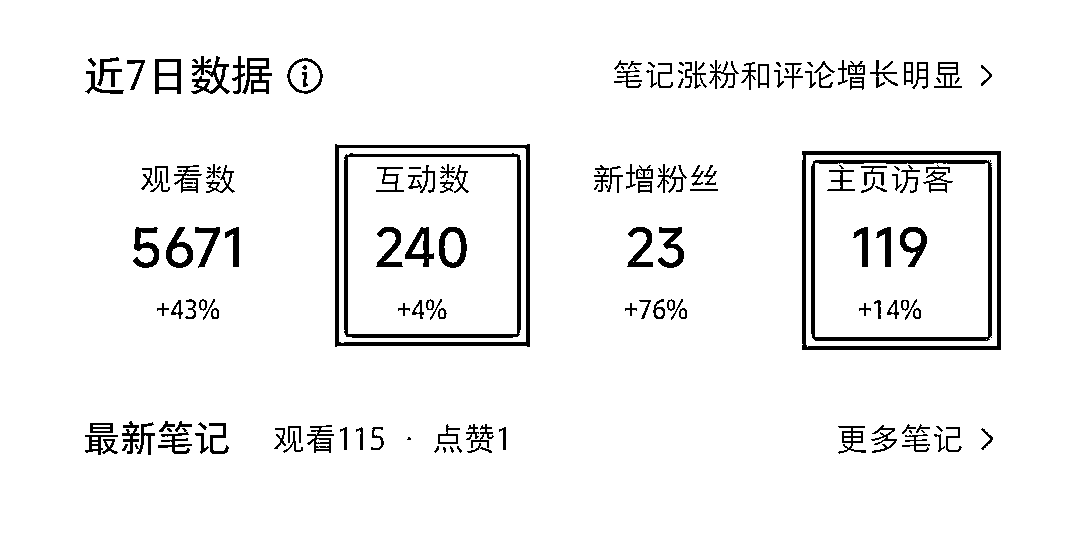 近7日数据 笔记涨粉和评论增长明显
观看数 互动数 新增粉丝 主页访客
5671 240 23 119
+43% +4% +76% +14%
最新笔记 观看115 · 点赞1 更多笔记